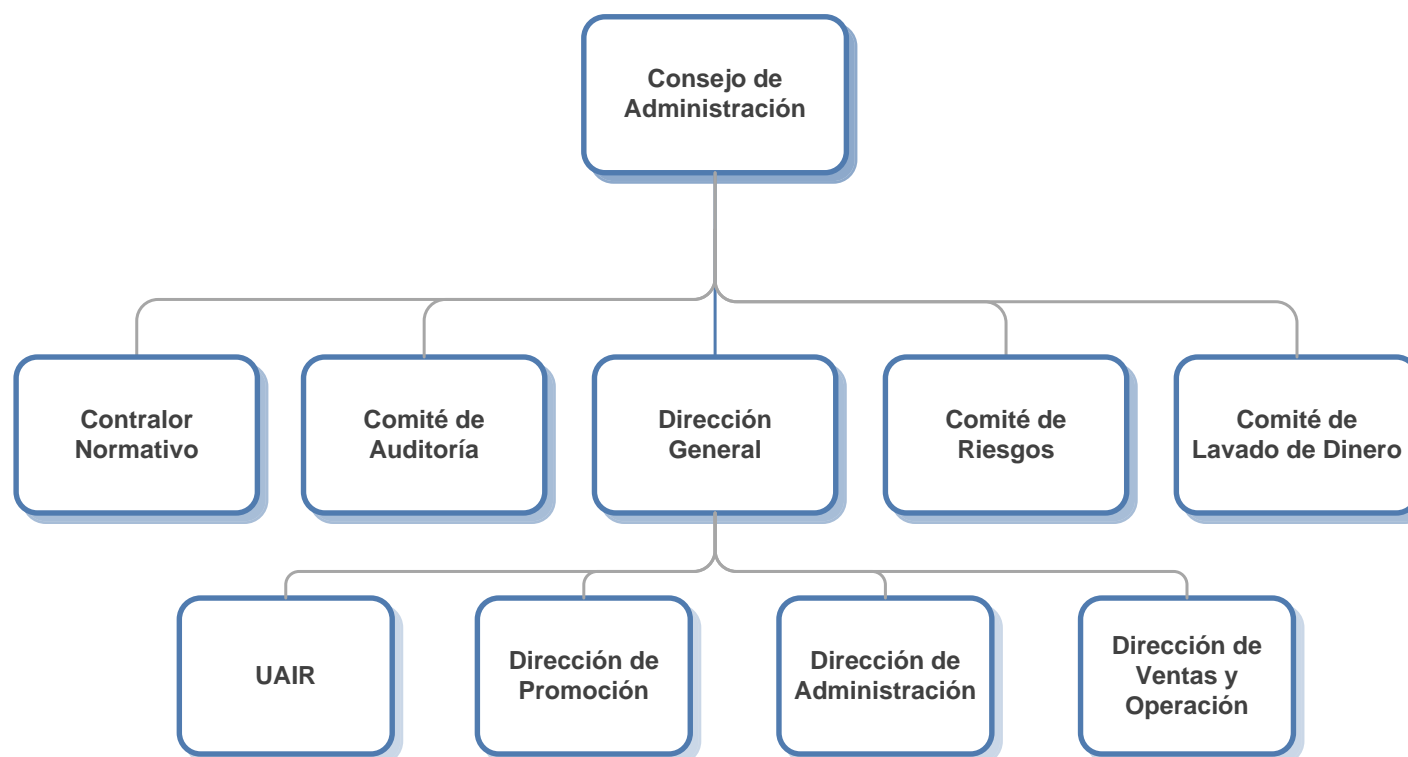 Consejo de
Administración
Contralor
Normativo
Comité de
Auditoría
Dirección
General
Comité de
Riesgos
Comité de
Lavado de Dinero
UAIR
Dirección de
Promoción
Dirección de
Administración
Dirección de
Ventas y
Operación